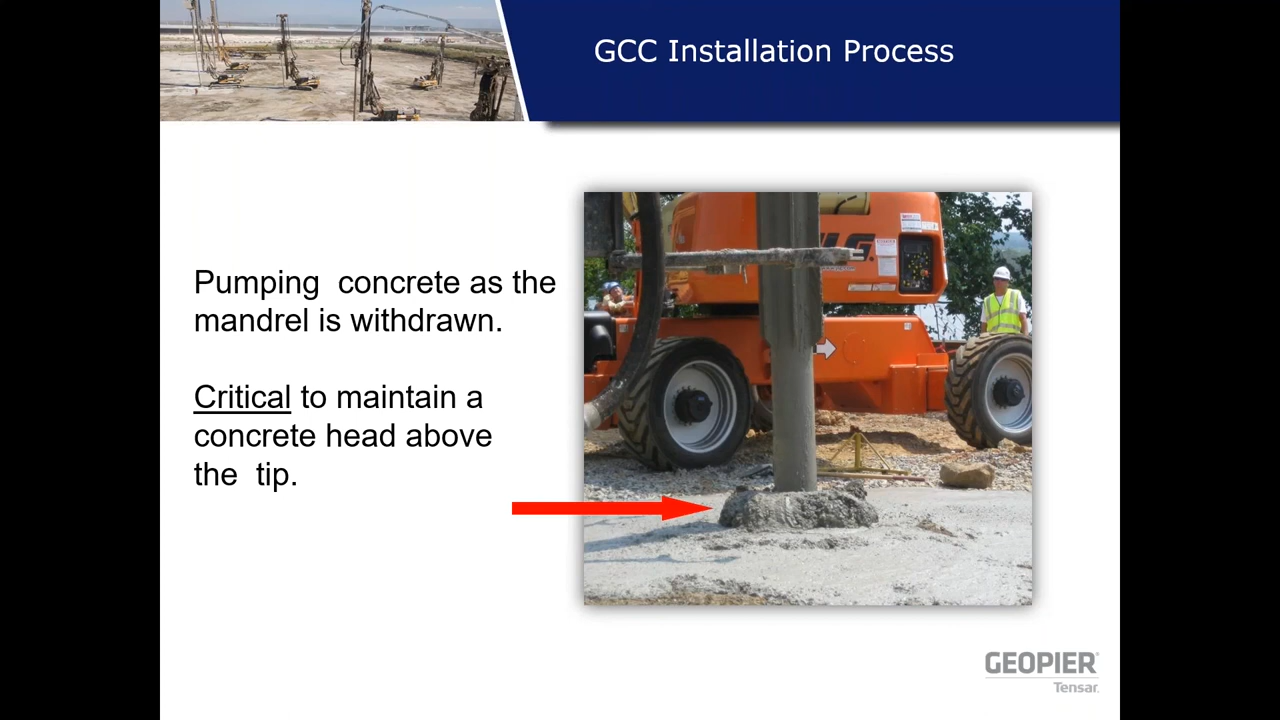 GCC Installation Process
Pumping  concrete as the
mandrel is withdrawn.
Critical to maintain a
concrete head above
the  tip.
GEOPIER®
Tensar.